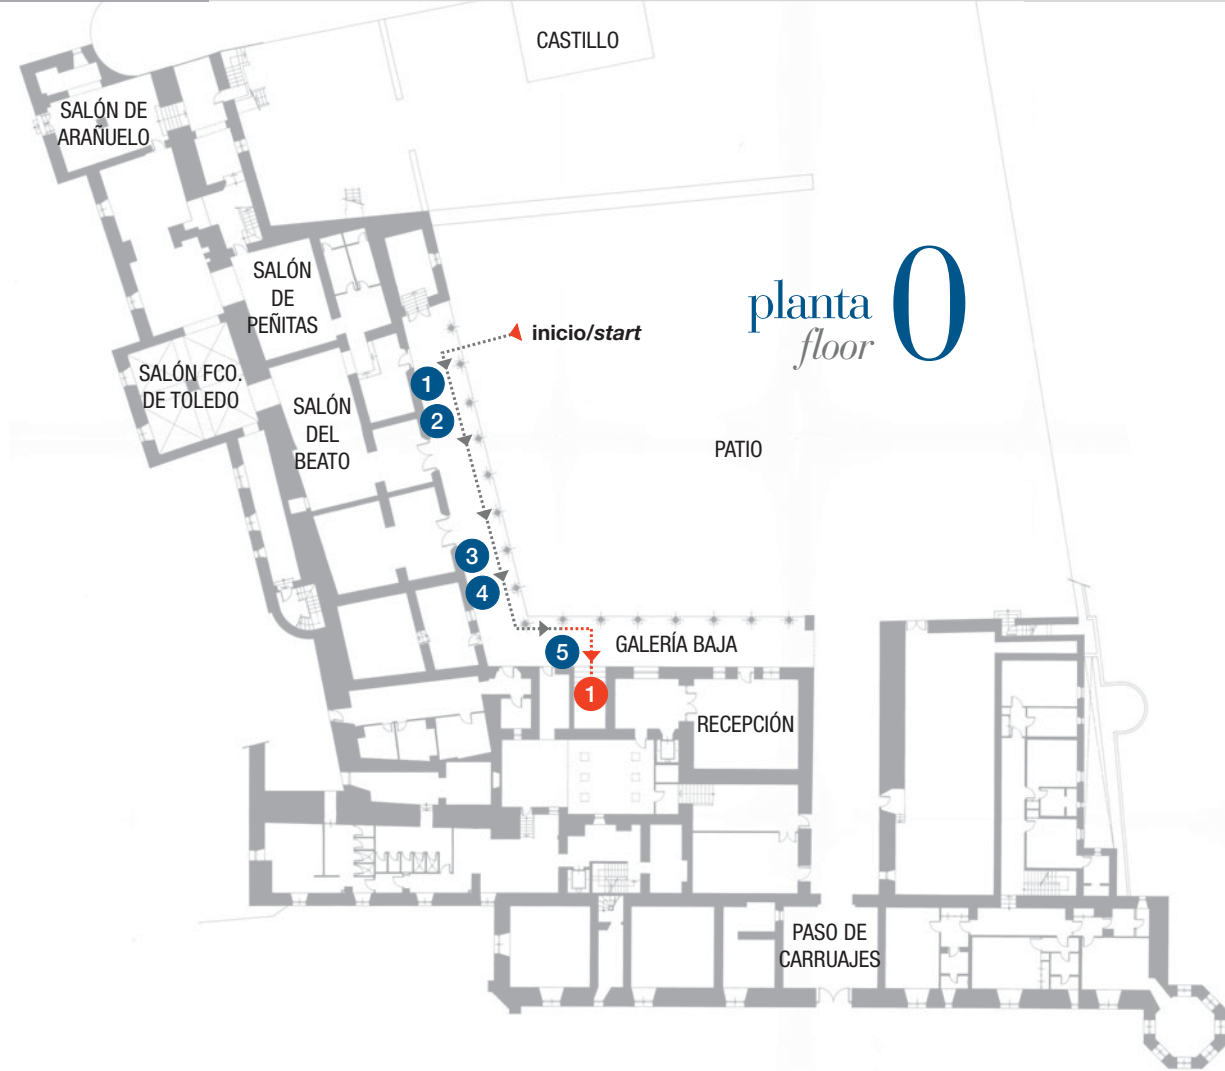 CASTILLO
SALÓN DE
ARAÑUELO
SALÓN
DE
PEÑITAS
planta
floor
0
inicio/start
SALÓN FCO.
DE TOLEDO
1
2
SALÓN
DEL
BEATO
PATIO
3
4
5
GALERÍA BAJA
1
RECEPCIÓN
PASO DE
CARRUAJES